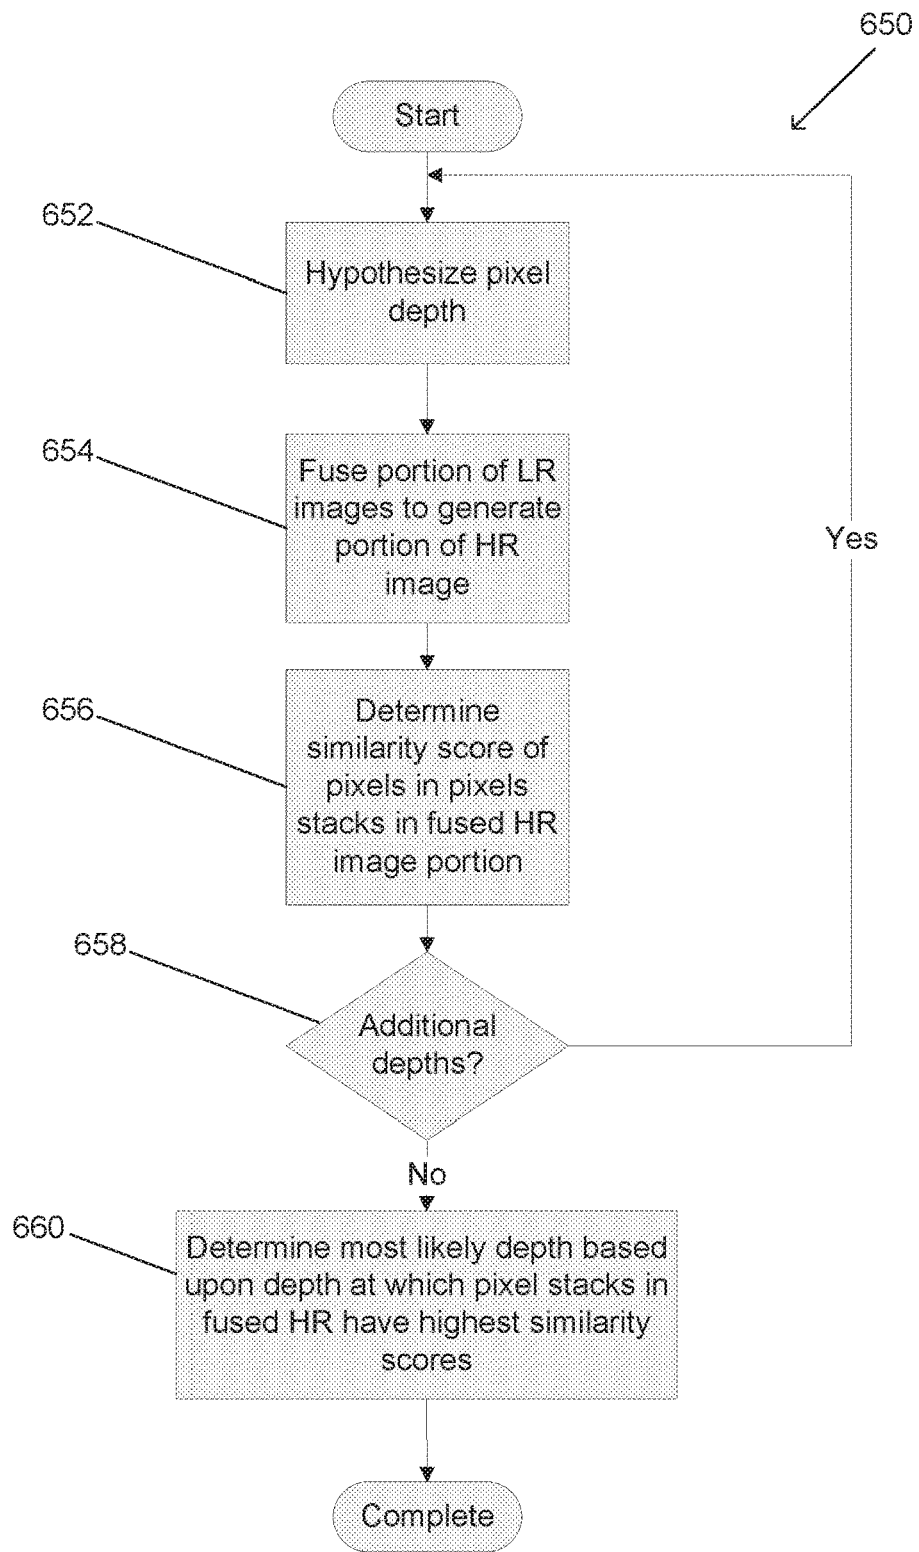 650
Start
652
Hypothesize pixel
depth
654
Fuse portion of LR
images to generate
portion of HR
image
Yes
656
Determine
similarity score of
pixels in pixels
stacks in fused HR
image portion
658
Additional
depths?
No
660
Determine most likely depth based
upon depth at which pixel stacks in
fused HR have highest similarity
scores
Complete